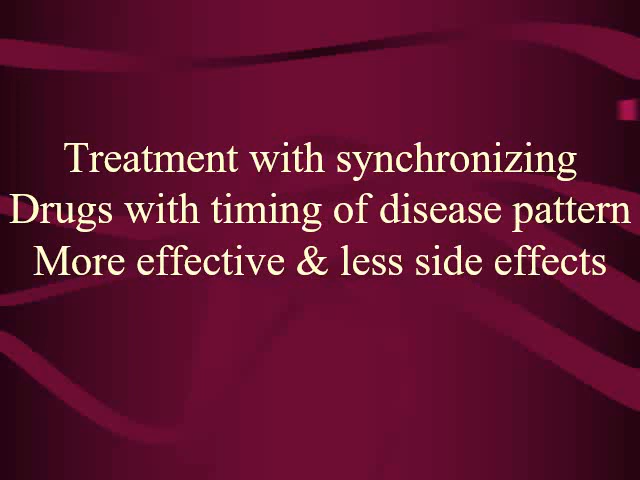 Treatment with synchronizing
Drugs with timing of disease pattern
More effective & less side effects